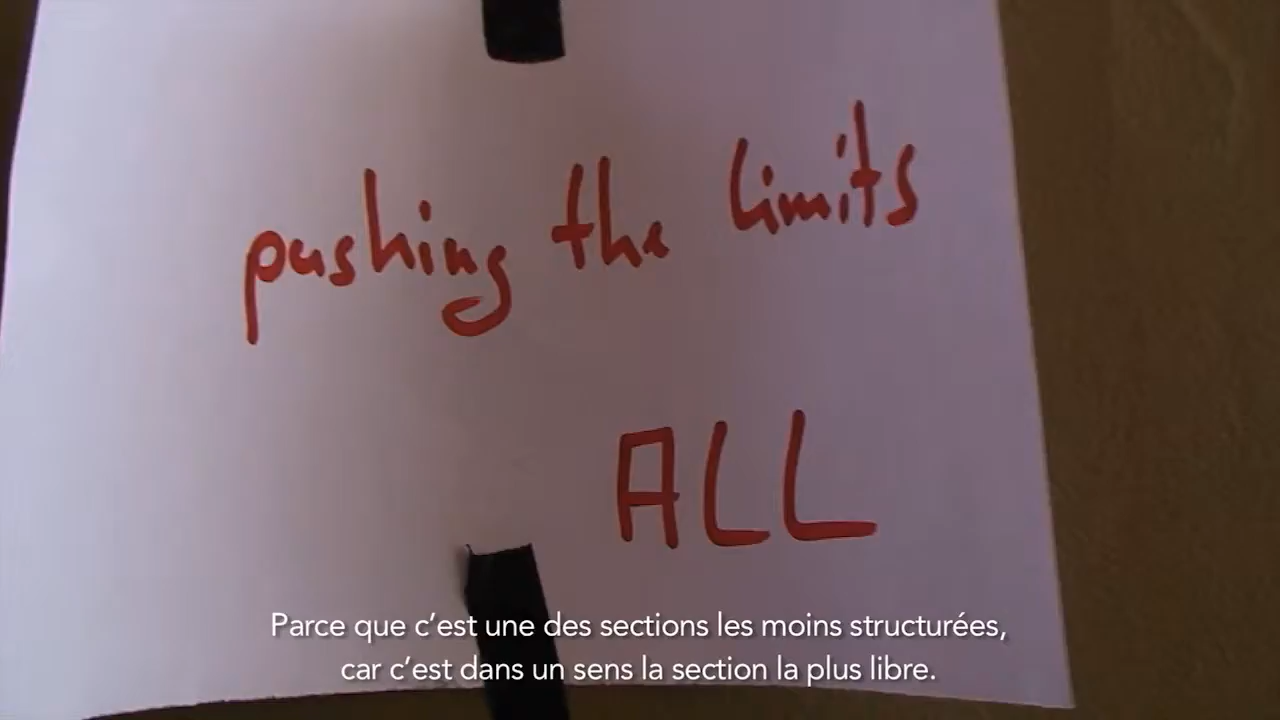 pushing the limits
ALL
Parce que c'est une des sections les moins structurées,
car c'est dans un sens la section la plus libre.